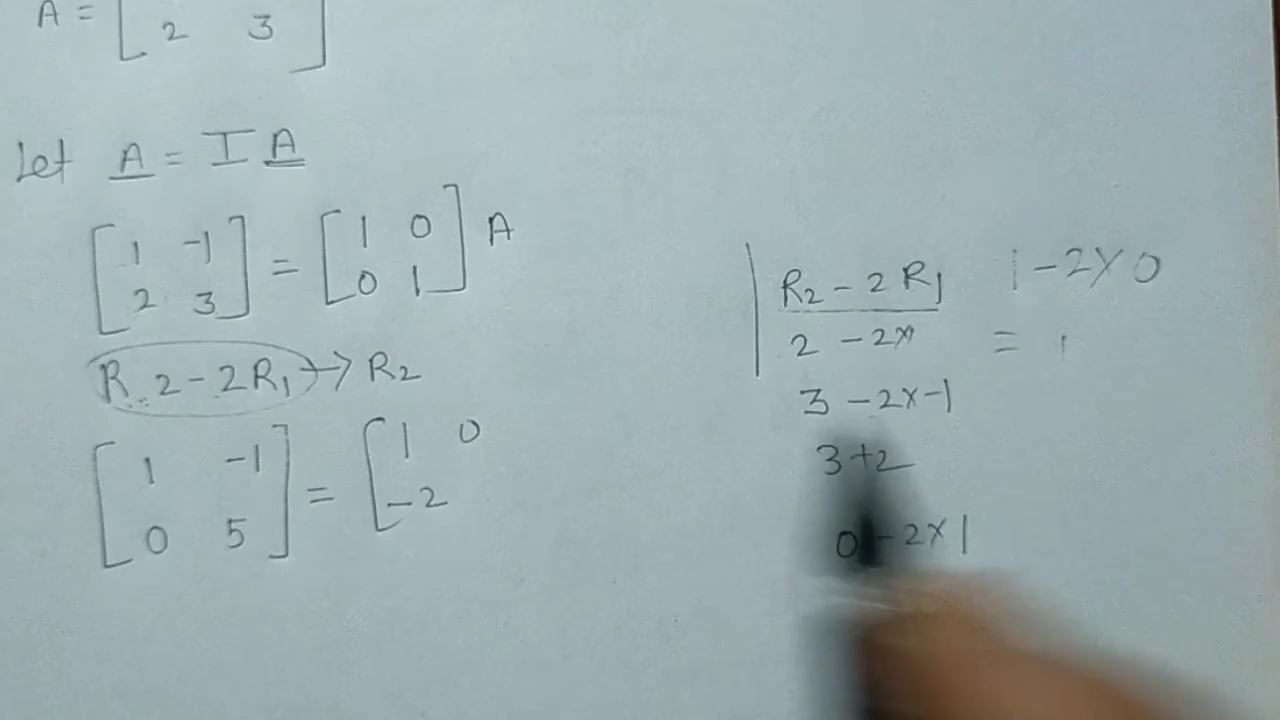 A = [ 2 3 ]
Let A = I A
[ 1 -1
2 3 ] = [ 1 0
0 1 ] A
R2 - 2R1 → R2
[ 1 -1
0 5 ] = [ 1 0
-2
R2 - 2R1
2 - 2×1
3 - 2×-1
3+2
0 - 2×1
1 - 2×0
= 1